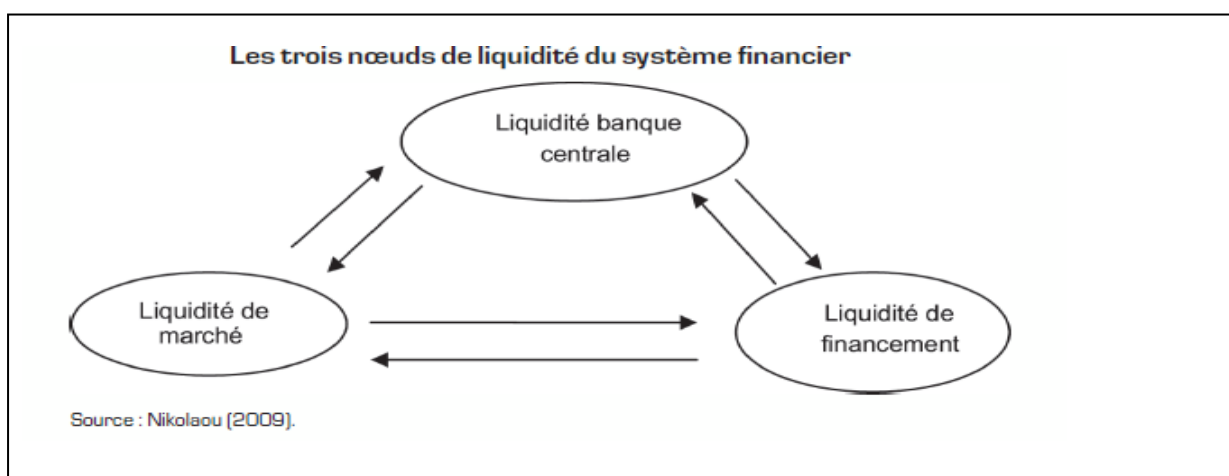 Les trois nœuds de liquidité du système financier
Liquidité banque
centrale
Liquidité de
marché
Liquidité de
financement
Source : Nikolaou (2009).